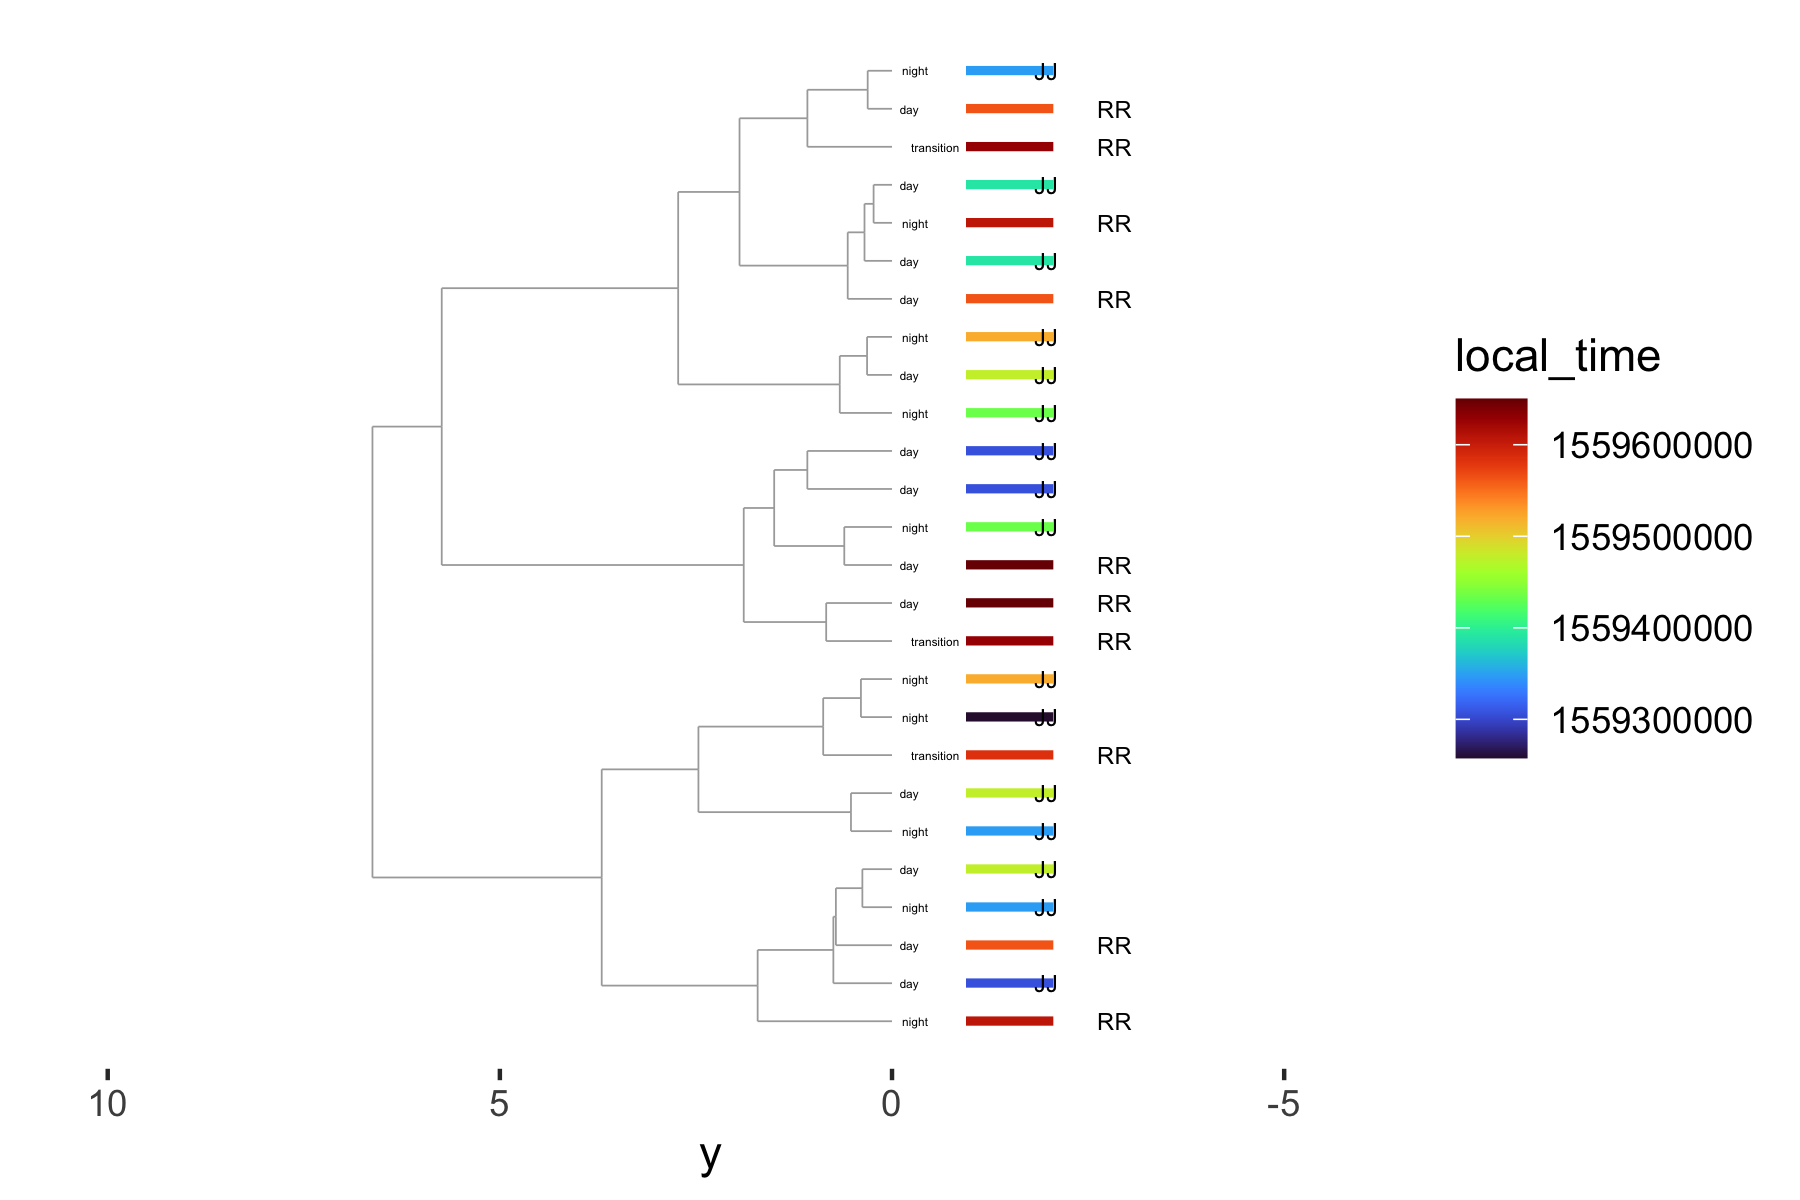 night JJ
day RR
transition RR
day JJ
night RR
day JJ
day RR
night JJ
day JJ
night JJ
day JJ
day JJ
night JJ
day RR
day RR
transition RR
night JJ
night JJ
transition RR
day JJ
night JJ
day JJ
night JJ
day RR
day JJ
night RR
10 5 0 -5
y
local_time
1559600000
1559500000
1559400000
1559300000